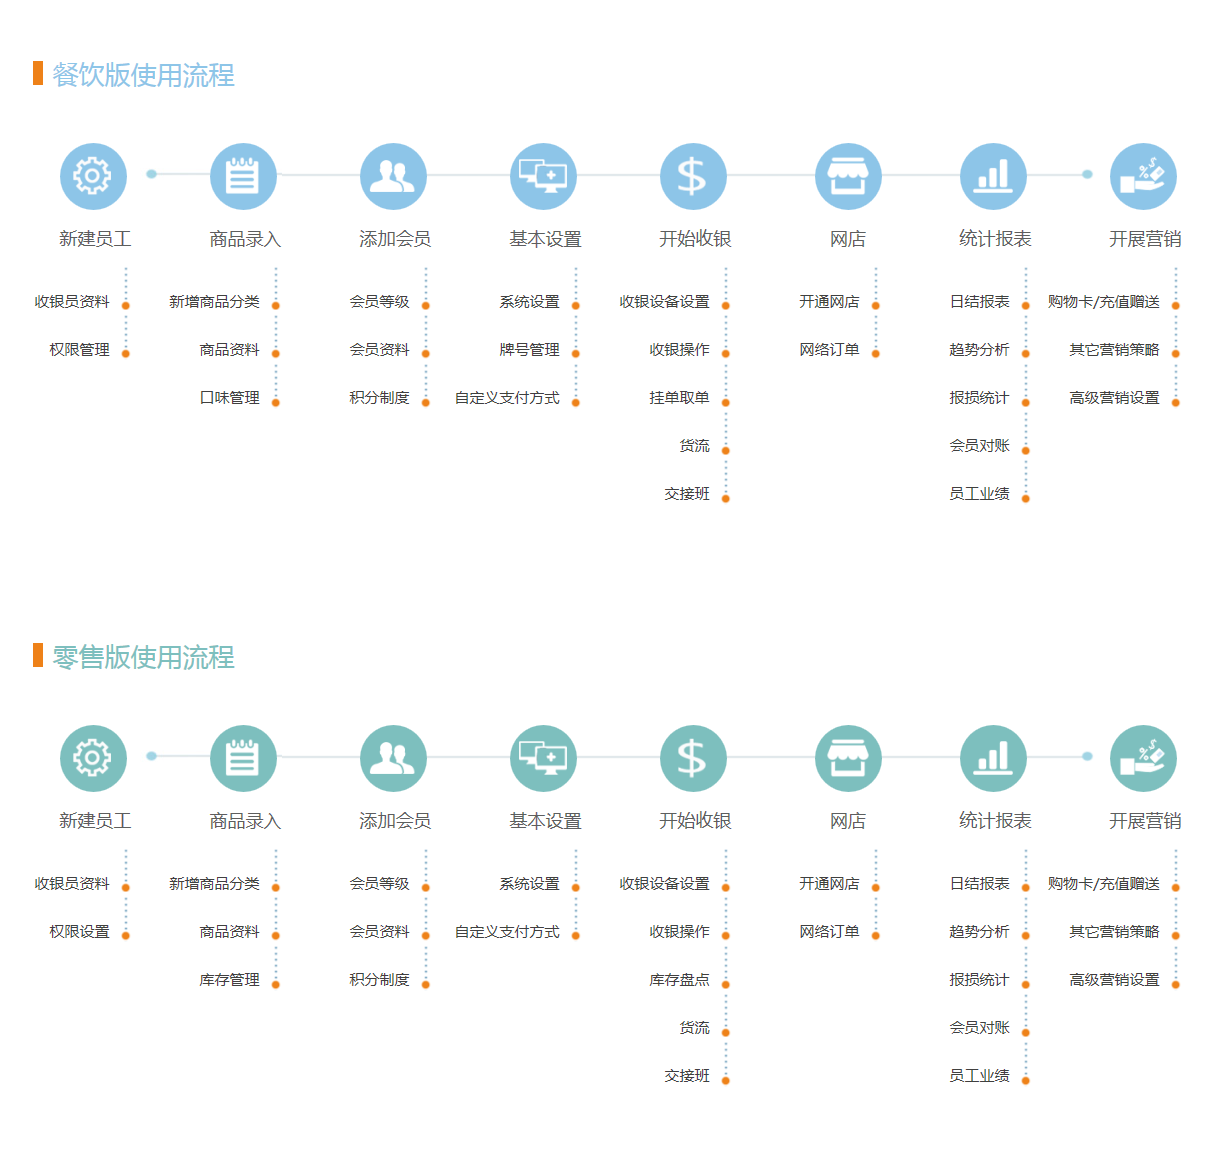 餐饮版使用流程
新建员工 商品录入 添加会员 基本设置 开始收银 网店 统计报表 开展营销
收银员资料 新增商品分类 会员等级 系统设置 收银设备设置 开通网店 日结报表 购物卡/充值赠送
权限管理 商品资料 会员资料 牌号管理 收银操作 网络订单 趋势分析 其它营销策略
口味管理 积分制度 自定义支付方式 挂单取单 报损统计 高级营销设置
货流 会员对账
交接班 员工业绩
零售版使用流程
新建员工 商品录入 添加会员 基本设置 开始收银 网店 统计报表 开展营销
收银员资料 新增商品分类 会员等级 系统设置 收银设备设置 开通网店 日结报表 购物卡/充值赠送
权限设置 商品资料 会员资料 自定义支付方式 收银操作 网络订单 趋势分析 其它营销策略
库存管理 积分制度 库存盘点 报损统计 高级营销设置
货流 会员对账
交接班 员工业绩